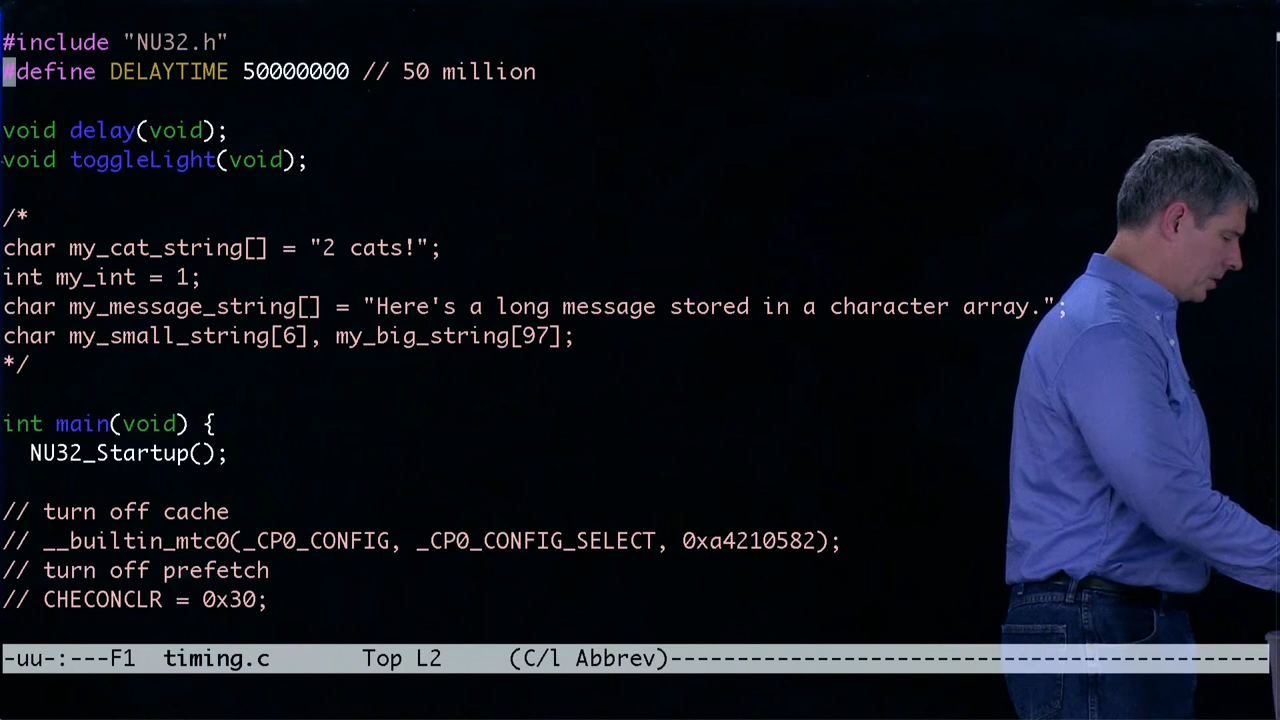 #include "NU32.h"
#define DELAYTIME 50000000 // 50 million
void delay(void);
void toggleLight(void);
/*
char my_cat_string[] = "2 cats!";
int my_int = 1;
char my_message_string[] = "Here's a long message stored in a character array.";
char my_small_string[6], my_big_string[97];
*/
int main(void) {
NU32_Startup();
// turn off cache
// __builtin_mtc0(_CP0_CONFIG, _CP0_CONFIG_SELECT, 0xa4210582);
// turn off prefetch
// CHECONCLR = 0x30;
-uu-:---F1 timing.c Top L2 (C/l Abbrev)---------------------------------------------